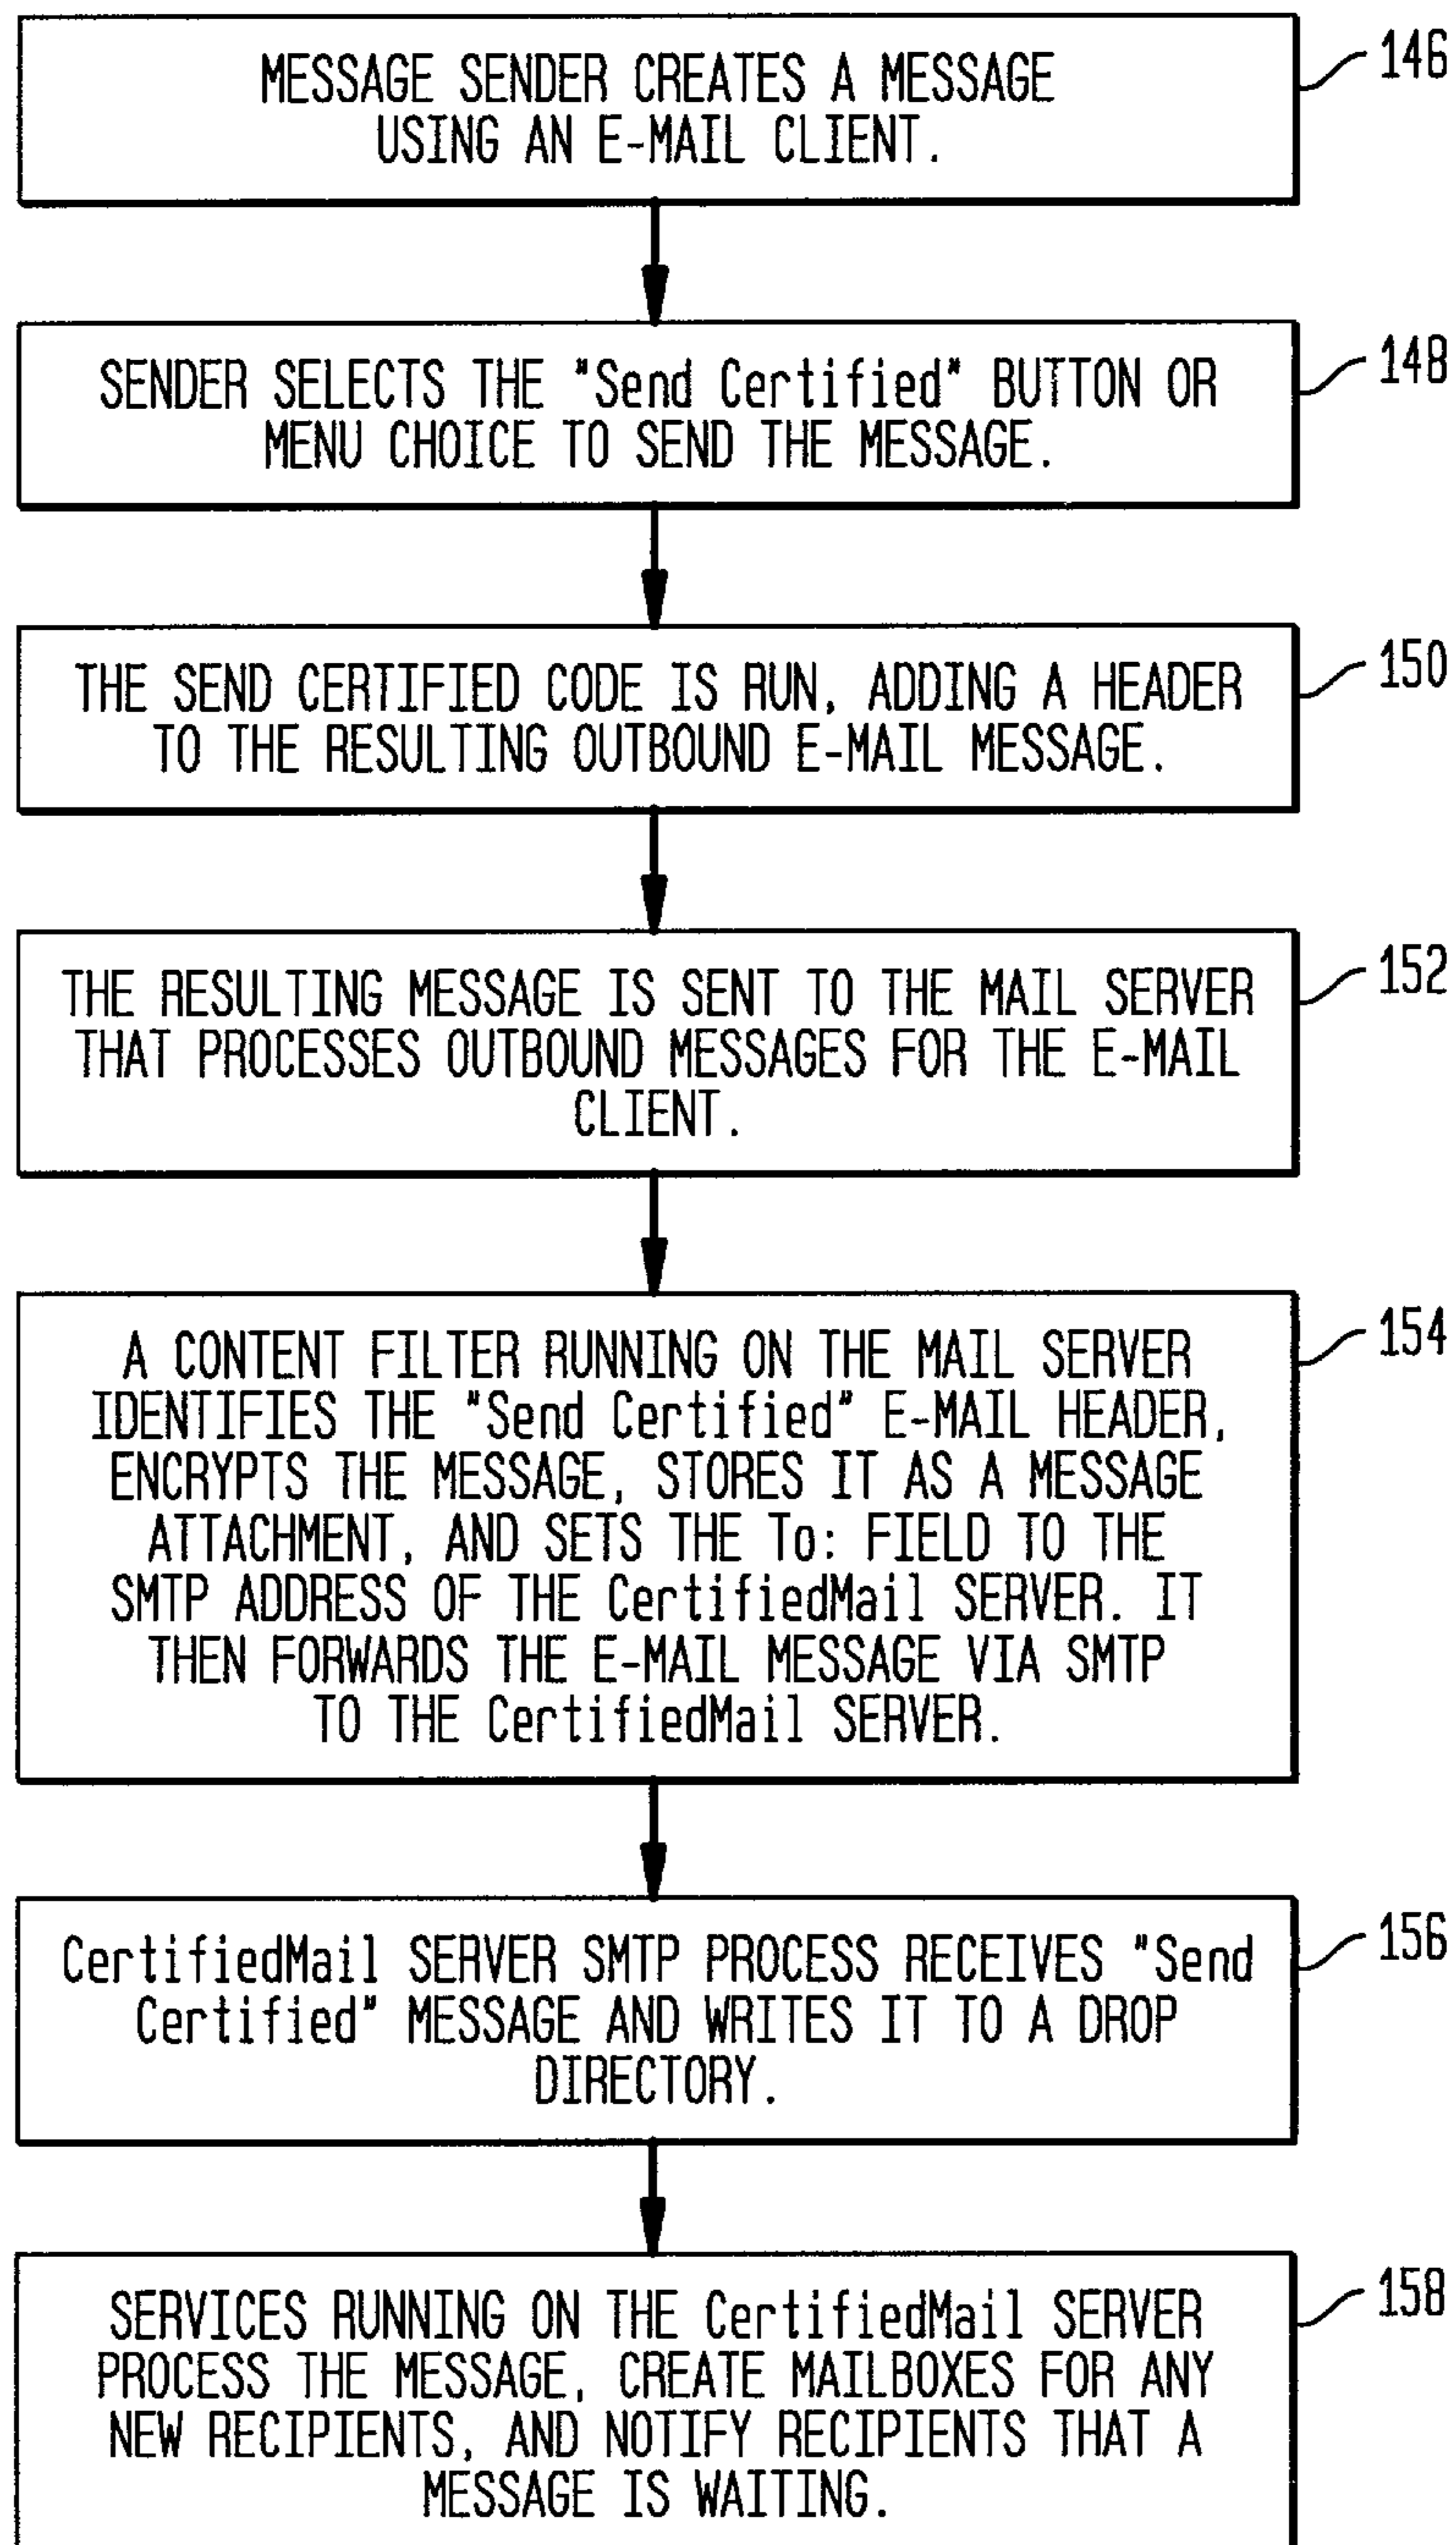 MESSAGE SENDER CREATES A MESSAGE
USING AN E-MAIL CLIENT.
146
SENDER SELECTS THE "Send Certified" BUTTON OR
MENU CHOICE TO SEND THE MESSAGE.
148
THE SEND CERTIFIED CODE IS RUN, ADDING A HEADER
TO THE RESULTING OUTBOUND E-MAIL MESSAGE.
150
THE RESULTING MESSAGE IS SENT TO THE MAIL SERVER
THAT PROCESSES OUTBOUND MESSAGES FOR THE E-MAIL
CLIENT.
152
A CONTENT FILTER RUNNING ON THE MAIL SERVER
IDENTIFIES THE "Send Certified" E-MAIL HEADER,
ENCRYPTS THE MESSAGE, STORES IT AS A MESSAGE
ATTACHMENT, AND SETS THE To: FIELD TO THE
SMTP ADDRESS OF THE CertifiedMail SERVER. IT
THEN FORWARDS THE E-MAIL MESSAGE VIA SMTP
TO THE CertifiedMail SERVER.
154
CertifiedMail SERVER SMTP PROCESS RECEIVES "Send
Certified" MESSAGE AND WRITES IT TO A DROP
DIRECTORY.
156
SERVICES RUNNING ON THE CertifiedMail SERVER
PROCESS THE MESSAGE, CREATE MAILBOXES FOR ANY
NEW RECIPIENTS, AND NOTIFY RECIPIENTS THAT A
MESSAGE IS WAITING.
158